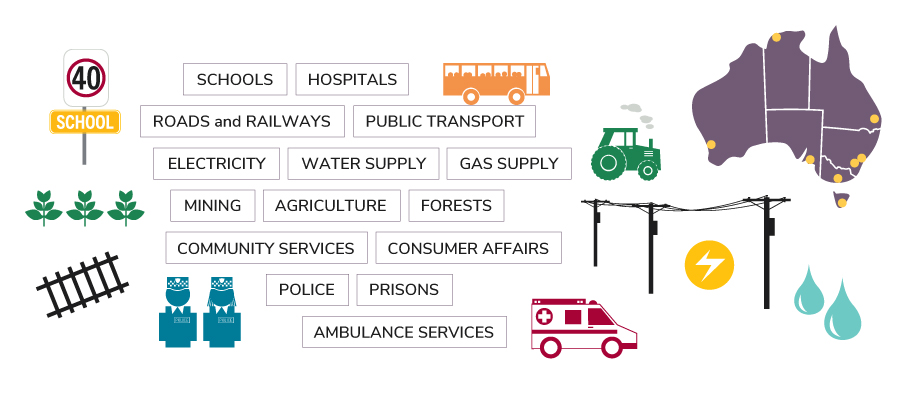 40
SCHOOL
SCHOOLS HOSPITALS
ROADS and RAILWAYS PUBLIC TRANSPORT
ELECTRICITY WATER SUPPLY GAS SUPPLY
MINING AGRICULTURE FORESTS
COMMUNITY SERVICES CONSUMER AFFAIRS
POLICE PRISONS
AMBULANCE SERVICES